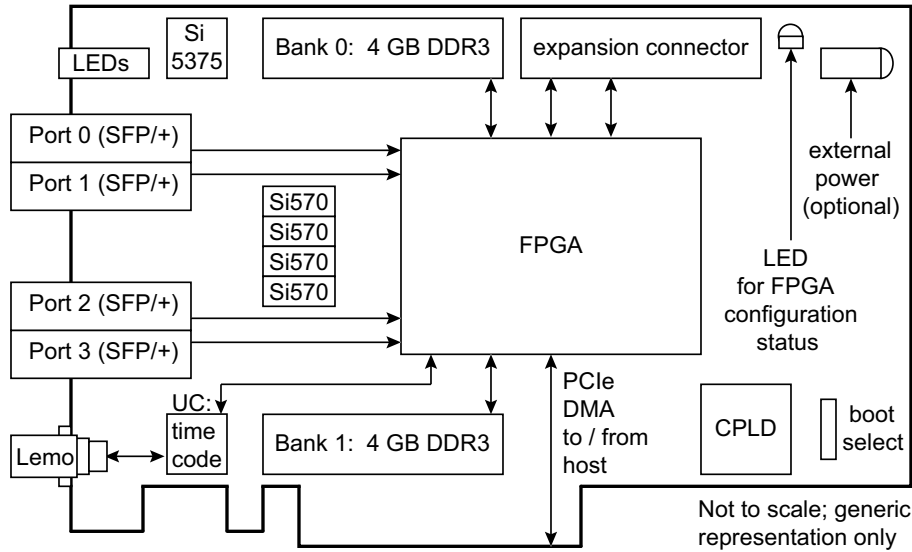 Si
5375
LEDs
Bank 0: 4 GB DDR3
expansion connector
Port 0 (SFP/+)
Port 1 (SFP/+)
external
power
(optional)
Si570
Si570
Si570
Si570
FPGA
LED
for FPGA
configuration
status
Port 2 (SFP/+)
Port 3 (SFP/+)
UC:
time
code
Lemo
Bank 1: 4 GB DDR3
PCIe
DMA
to / from
host
CPLD
boot
select
Not to scale; generic
representation only